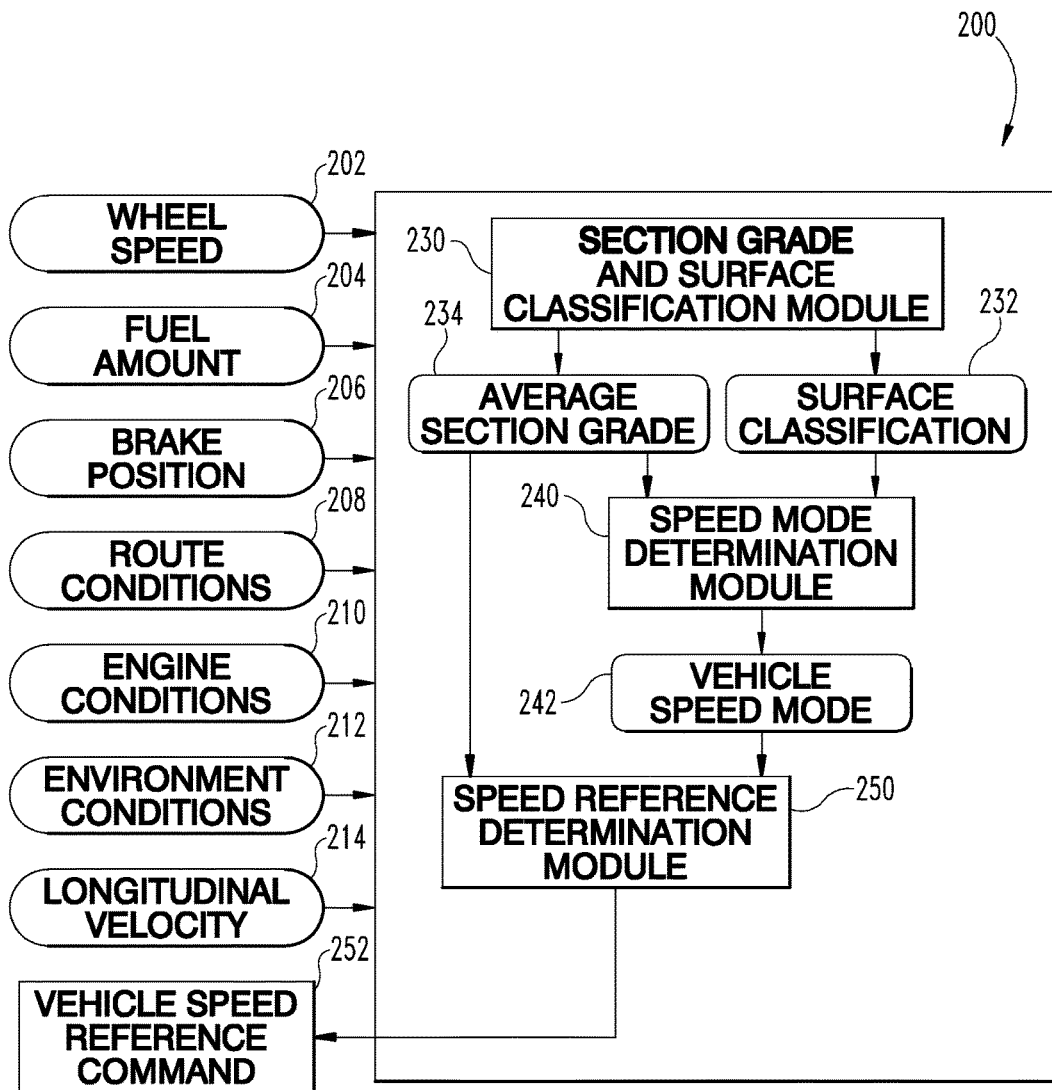 200
202
WHEEL
SPEED
204
FUEL
AMOUNT
206
BRAKE
POSITION
208
ROUTE
CONDITIONS
210
ENGINE
CONDITIONS
212
ENVIRONMENT
CONDITIONS
214
LONGITUDINAL
VELOCITY
252
VEHICLE SPEED
REFERENCE
COMMAND
230
SECTION GRADE
AND SURFACE
CLASSIFICATION MODULE
234
AVERAGE
SECTION GRADE
232
SURFACE
CLASSIFICATION
240
SPEED MODE
DETERMINATION
MODULE
242
VEHICLE
SPEED MODE
SPEED REFERENCE
DETERMINATION
MODULE
250